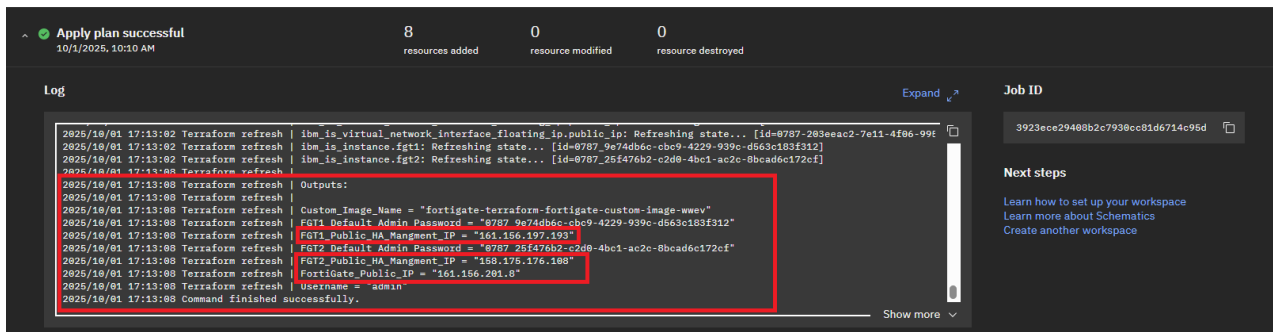 Apply plan successful
10/1/2025, 10:10 AM
8
resources added
0
resource modified
0
resource destroyed
Log
Expand
2025/10/01 17:13:02 Terraform refresh | ibm_is_virtual_network_interface_floating_ip.public_ip: Refreshing state... [id=0787-203eeac2-7e11-4f06-99
2025/10/01 17:13:02 Terraform refresh | ibm_is_instance.fgt1: Refreshing state... [id=0787_9e74db6c-cbc9-4229-939c-d563c183f312]
2025/10/01 17:13:02 Terraform refresh | ibm_is_instance.fgt2: Refreshing state... [id=0787_25f476b2-c2d0-4bc1-ac2c-8bcad6c172cf]
2025/10/01 17:13:08 Terraform refresh |
2025/10/01 17:13:08 Terraform refresh | Outputs:
2025/10/01 17:13:08 Terraform refresh |
2025/10/01 17:13:08 Terraform refresh | Custom_Image_Name = "fortigate-terraform-fortigate-custom-image-wwev"
2025/10/01 17:13:08 Terraform refresh | FGT1_Default_Admin_Password = "0787_9e74db6c-cbc9-4229-939c-d563c183f312"
2025/10/01 17:13:08 Terraform refresh | FGT1_Public_HA_Mangment_IP = "161.156.197.193"
2025/10/01 17:13:08 Terraform refresh | FGT2_Default_Admin_Password = "0787_25f476b2-c2d0-4bc1-ac2c-8bcad6c172cf"
2025/10/01 17:13:08 Terraform refresh | FGT2_Public_HA_Mangment_IP = "158.176.176.108"
2025/10/01 17:13:08 Terraform refresh | FortiGate_Public_IP = "161.156.201.8"
2025/10/01 17:13:08 Terraform refresh | Username = "admin"
2025/10/01 17:13:08 Command finished successfully.
Show more
Job ID
3923ece29408b2c7930cc81d6714c95d
Next steps
Learn how to set up your workspace
Learn more about Schematics
Create another workspace